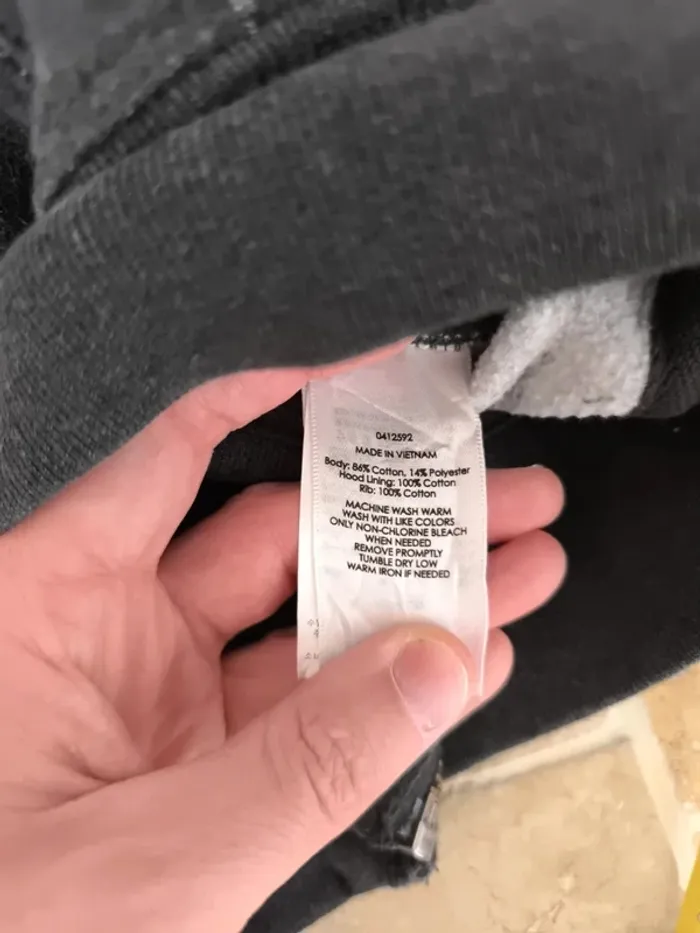 0412592
MADE IN VIETNAM
Body: 86% Cotton, 14% Polyester
Hood Lining: 100% Cotton
Rib: 100% Cotton
MACHINE WASH WARM
WASH WITH LIKE COLORS
ONLY NON-CHLORINE BLEACH
WHEN NEEDED
REMOVE PROMPTLY
TUMBLE DRY LOW
WARM IRON IF NEEDED